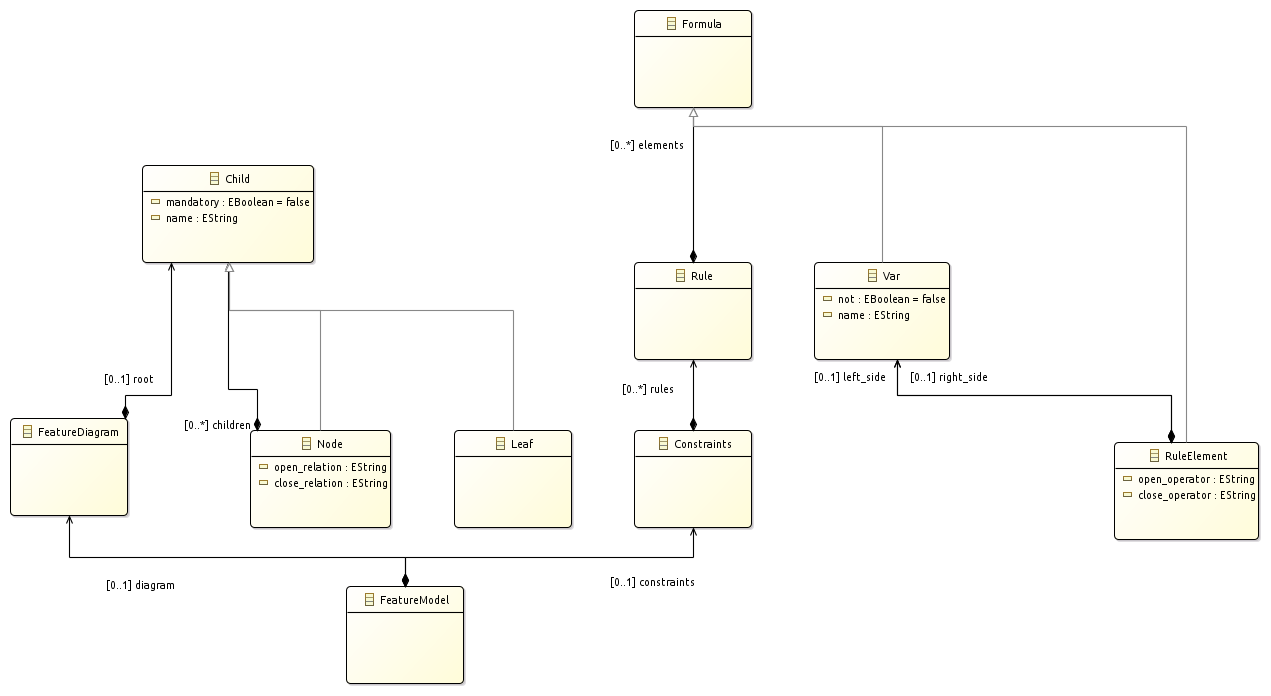 Formula
[0..*] elements
Child
mandatory : EBoolean = false
name : EString
Rule
Var
not : EBoolean = false
name : EString
[0..1] root
[0..*] rules
[0..1] left_side
[0..1] right_side
FeatureDiagram
[0..*] children
Node
open_relation : EString
close_relation : EString
Leaf
Constraints
RuleElement
open_operator : EString
close_operator : EString
[0..1] diagram
[0..1] constraints
FeatureModel